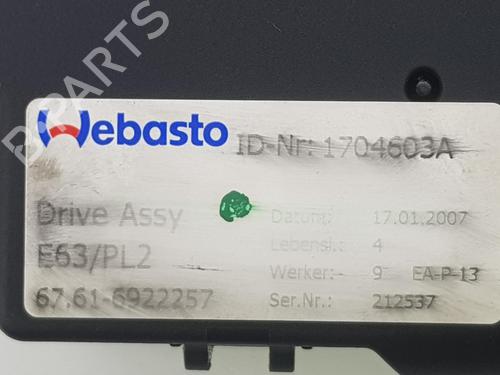 B-PARTS
Webasto
ID-Nr: 1704603A
Drive Assy
E63/PL2
67.61-6922257
Datum: 17.01.2007
Lebensl.: 4
Werker:- 9 EA-P-13
Ser.Nr.: 212537